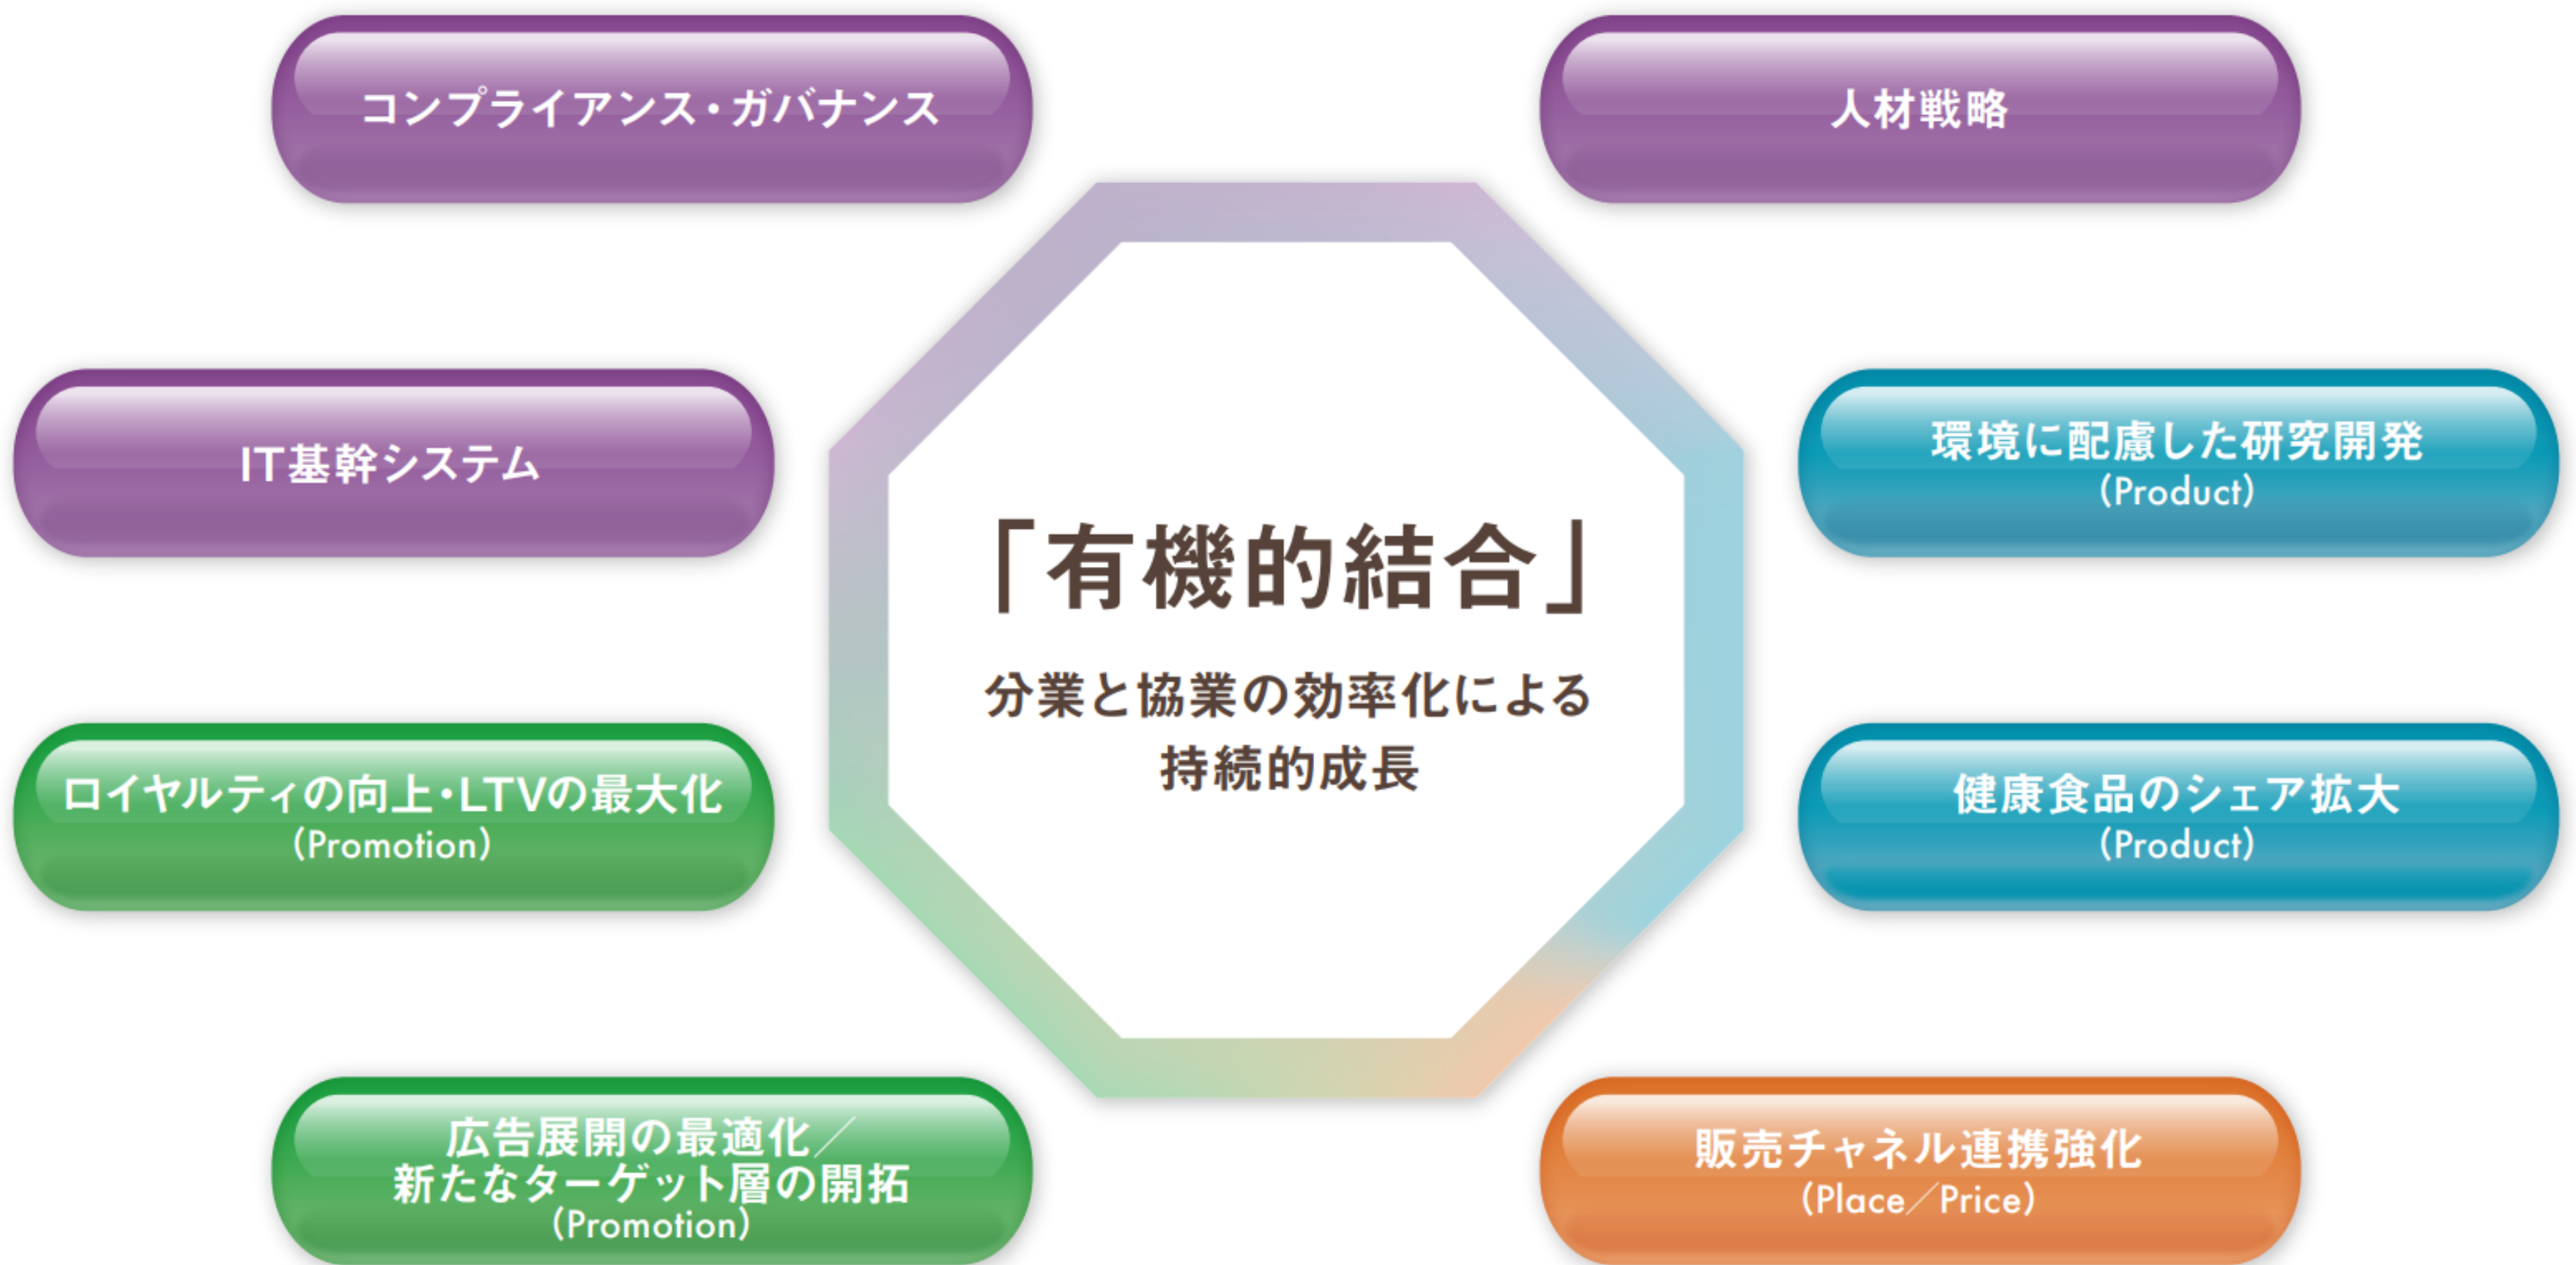 コンプライアンス・ガバナンス
人材戦略
IT基幹システム
環境に配慮した研究開発
(Product)
「有機的結合」
分業と協業の効率化による
持続的成長
ロイヤルティの向上・LTVの最大化
(Promotion)
健康食品のシェア拡大
(Product)
広告展開の最適化／
新たなターゲット層の開拓
(Promotion)
販売チャネル連携強化
(Place／Price)